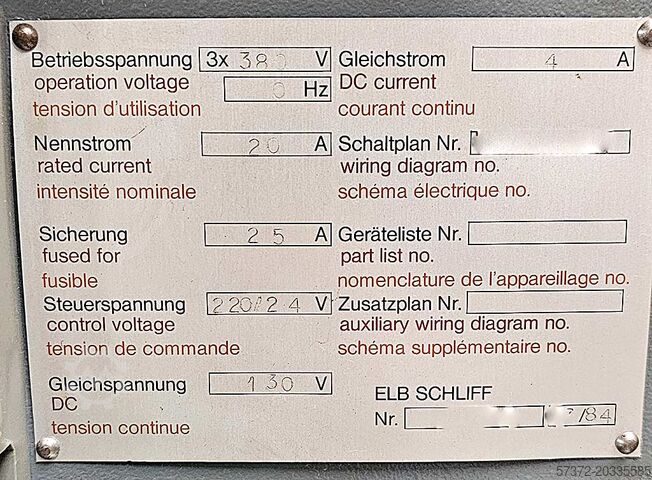 Betriebsspannung 3x 380 V
operation voltage Hz
tension d'utilisation
Nennstrom 20 A
rated current
intensité nominale
Sicherung 25 A
fused for
fusible
Steuerspannung 220/24 V
control voltage
tension de commande
Gleichspannung 130 V
DC
tension continue
Gleichstrom 4 A
DC current
courant continu
Schaltplan Nr.
wiring diagram no.
schéma électrique no.
Geräteliste Nr.
part list no.
nomenclature de l'appareillage no.
Zusatzplan Nr.
auxiliary wiring diagram no.
schéma supplémentaire no.
ELB SCHLIFF
Nr. /84
57372-20335585